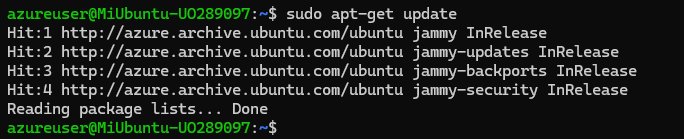 azureuser@MiUbuntu-UO289097:~$ sudo apt-get update
Hit:1 http://azure.archive.ubuntu.com/ubuntu jammy InRelease
Hit:2 http://azure.archive.ubuntu.com/ubuntu jammy-updates InRelease
Hit:3 http://azure.archive.ubuntu.com/ubuntu jammy-backports InRelease
Hit:4 http://azure.archive.ubuntu.com/ubuntu jammy-security InRelease
Reading package lists... Done
azureuser@MiUbuntu-UO289097:~$